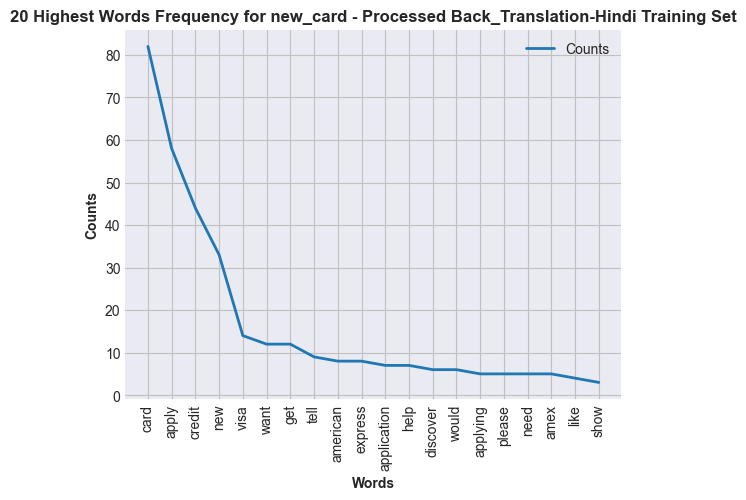 20 Highest Words Frequency for new_card - Processed Back_Translation-Hindi Training Set
Counts
80
70
60
50
40
30
20
10
0
Counts
card
apply
credit
new
visa
want
get
tell
american
express
application
help
discover
would
applying
please
need
amex
like
show
Words